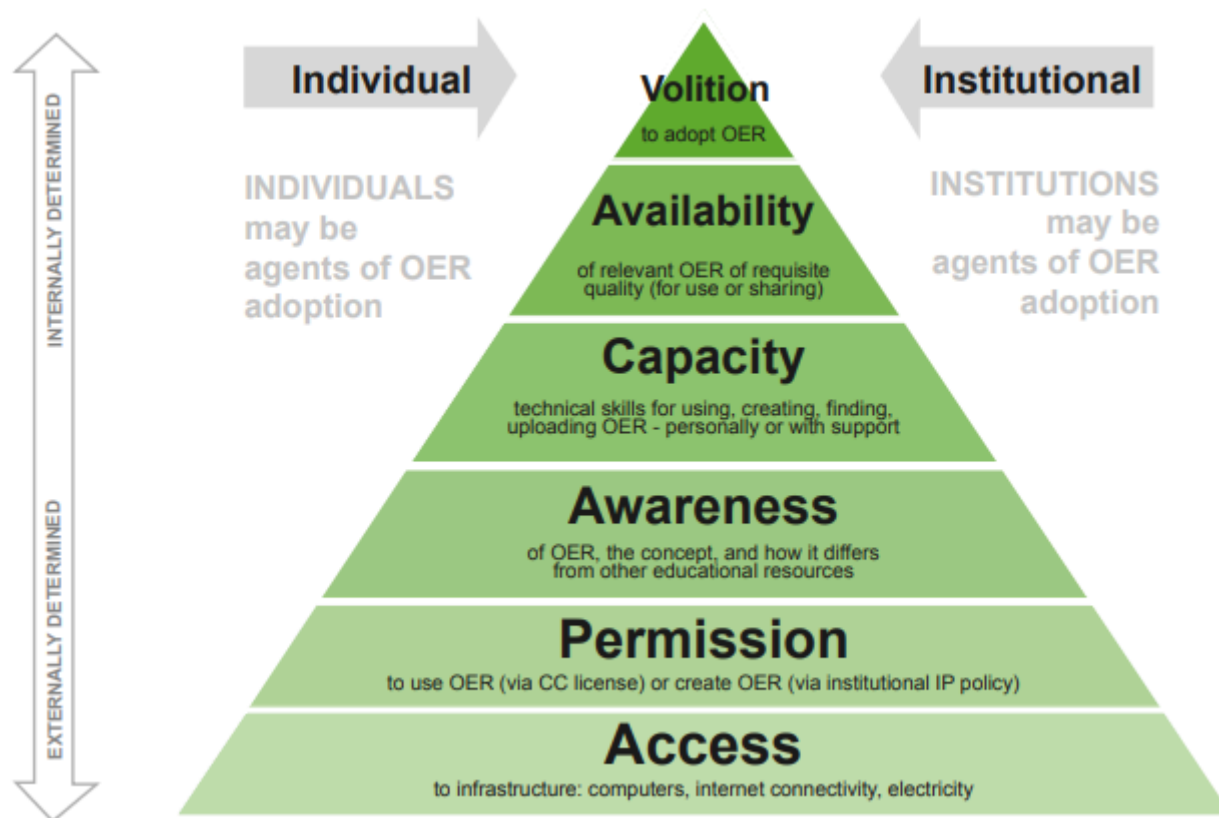 INTERNALLY DETERMINED
EXTERNALLY DETERMINED
Individual
INDIVIDUALS
may be
agents of OER
adoption
Institutional
INSTITUTIONS
may be
agents of OER
adoption
Volition
to adopt OER
Availability
of relevant OER of requisite
quality (for use or sharing)
Capacity
technical skills for using, creating, finding,
uploading OER - personally or with support
Awareness
of OER, the concept, and how it differs
from other educational resources
Permission
to use OER (via CC license) or create OER (via institutional IP policy)
Access
to infrastructure: computers, internet connectivity, electricity